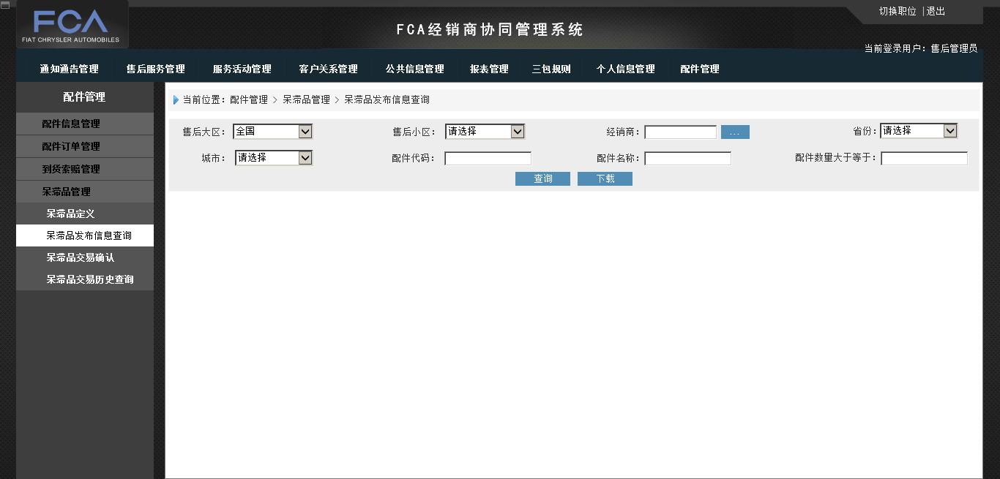 FCA
FIAT CHRYSLER AUTOMOBILES
FCA经销商协同管理系统
切换职位 | 退出
当前登录用户：售后管理员
通知通告管理 售后服务管理 服务活动管理 客户关系管理 公共信息管理 报表管理 三包规则 个人信息管理 配件管理
配件管理
配件信息管理
配件订单管理
到货索赔管理
呆滞品管理
呆滞品定义
呆滞品发布信息查询
呆滞品交易确认
呆滞品交易历史查询
当前位置：配件管理 > 呆滞品管理 > 呆滞品发布信息查询
售后大区： 全国 售后小区： 请选择 经销商： ... 省份： 请选择
城市： 请选择 配件代码： 配件名称： 配件数量大于等于：
查询 下载